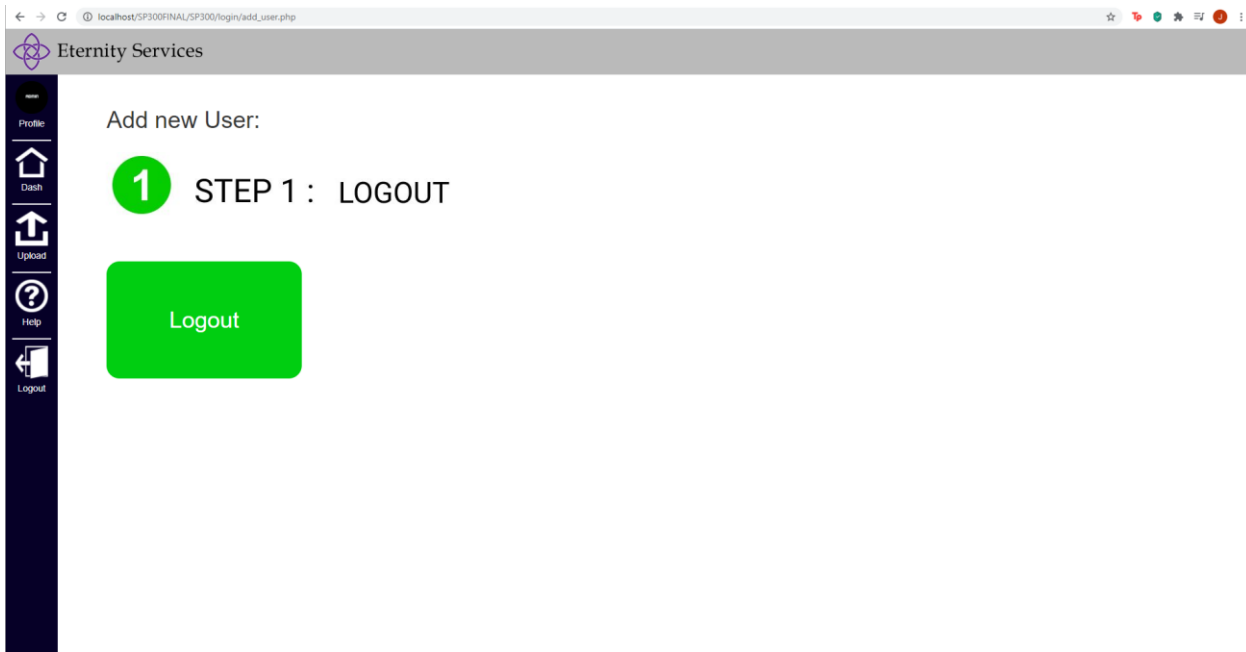 localhost/SP300FINAL/SP300/login/add_user.php
Tp
J
Eternity Services
Profile
Add new User:
1 STEP 1 : LOGOUT
Dash
Upload
Help
Logout
Logout